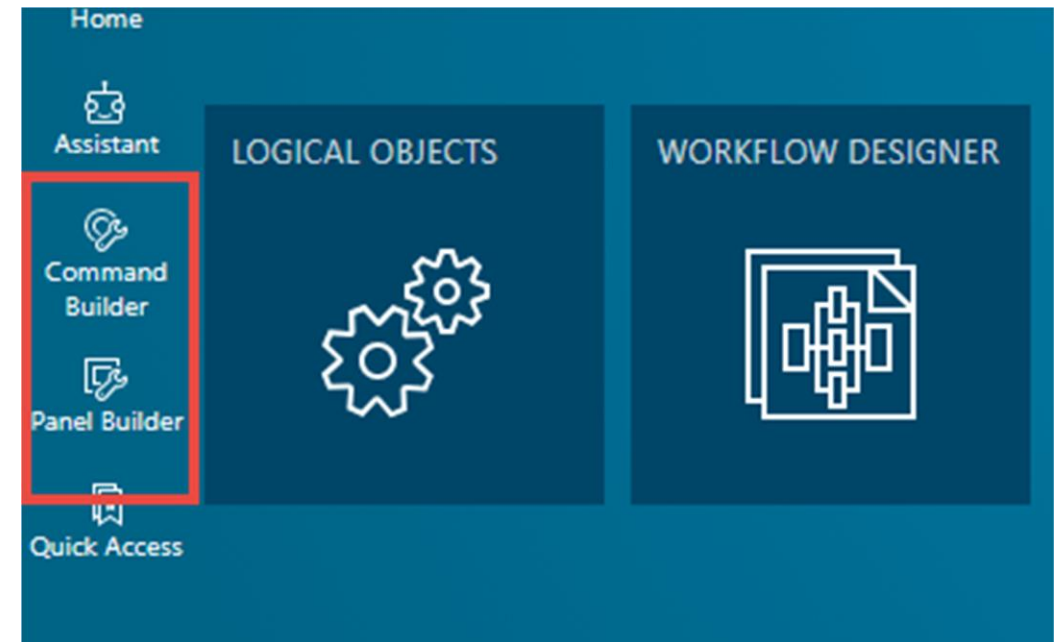 Home
Assistant
Command
Builder
Panel Builder
Quick Access
LOGICAL OBJECTS
WORKFLOW DESIGNER